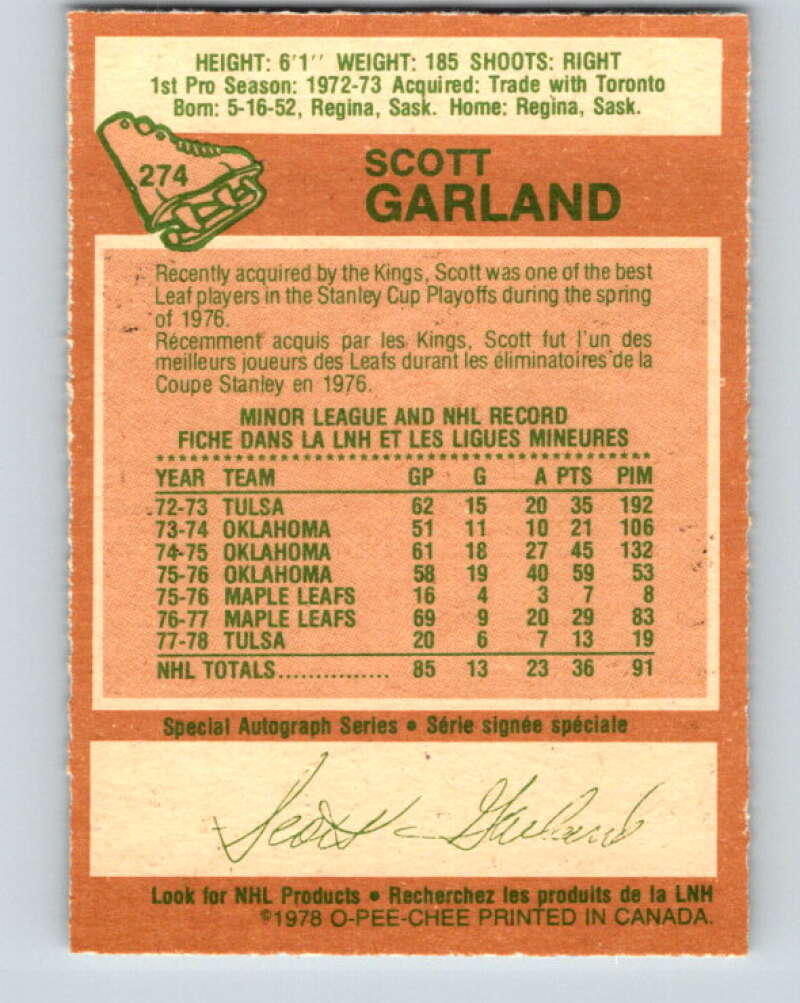 HEIGHT: 6'1'' WEIGHT: 185 SHOOTS: RIGHT
1st Pro Season: 1972-73 Acquired: Trade with Toronto
Born: 5-16-52, Regina, Sask. Home: Regina, Sask.
274
SCOTT
GARLAND
Recently acquired by the Kings, Scott was one of the best
Leaf players in the Stanley Cup Playoffs during the spring
of 1976.
Récemment acquis par les Kings, Scott fut l'un des
meilleurs joueurs des Leafs durant les éliminatoires de la
Coupe Stanley en 1976.
MINOR LEAGUE AND NHL RECORD
FICHE DANS LA LNH ET LES LIGUES MINEURES
YEAR TEAM GP G A PTS PIM
72-73 TULSA 62 15 20 35 192
73-74 OKLAHOMA 51 11 10 21 106
74-75 OKLAHOMA 61 18 27 45 132
75-76 OKLAHOMA 58 19 40 59 53
75-76 MAPLE LEAFS 16 4 3 7 8
76-77 MAPLE LEAFS 69 9 20 29 83
77-78 TULSA 20 6 7 13 19
NHL TOTALS............... 85 13 23 36 91
Special Autograph Series • Série signée spéciale
Scott Garland
Look for NHL Products • Recherchez les produits de la LNH
©1978 O-PEE-CHEE PRINTED IN CANADA.